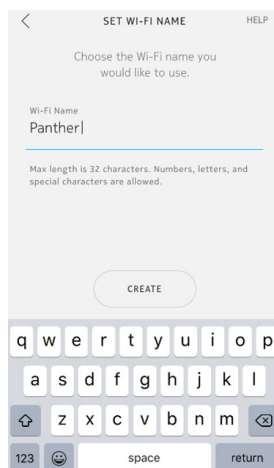 SET WI-FI NAME HELP
Choose the Wi-Fi name you
would like to use.
Wi-Fi Name
Panther
Max length is 32 characters. Numbers, letters, and
special characters are allowed.
CREATE
q w e r t y u i o p
a s d f g h j k l
z x c v b n m
123 space return